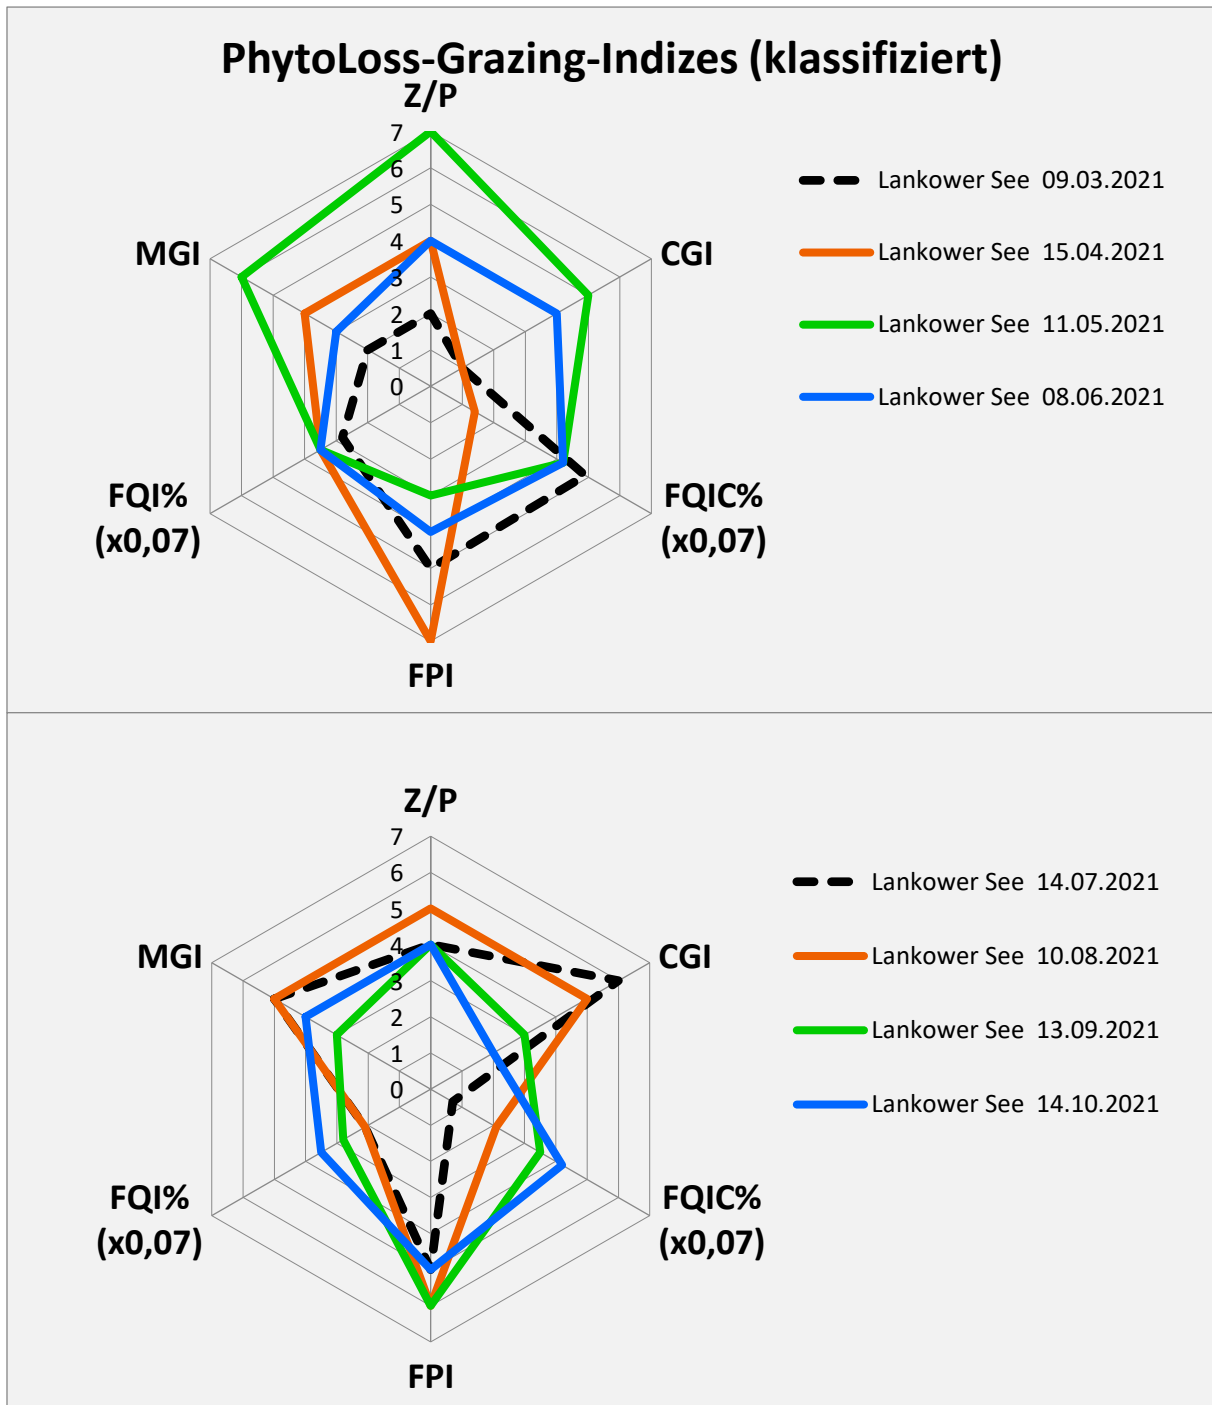 PhytoLoss-Grazing-Indizes (klassifiziert)
Z/P
7
6
5
4
3
2
1
0
MGI
CGI
FQI%
(x0,07)
FQIC%
(x0,07)
FPI
Lankower See 09.03.2021
Lankower See 15.04.2021
Lankower See 11.05.2021
Lankower See 08.06.2021
Z/P
7
6
5
4
3
2
1
0
MGI
CGI
FQI%
(x0,07)
FQIC%
(x0,07)
FPI
Lankower See 14.07.2021
Lankower See 10.08.2021
Lankower See 13.09.2021
Lankower See 14.10.2021